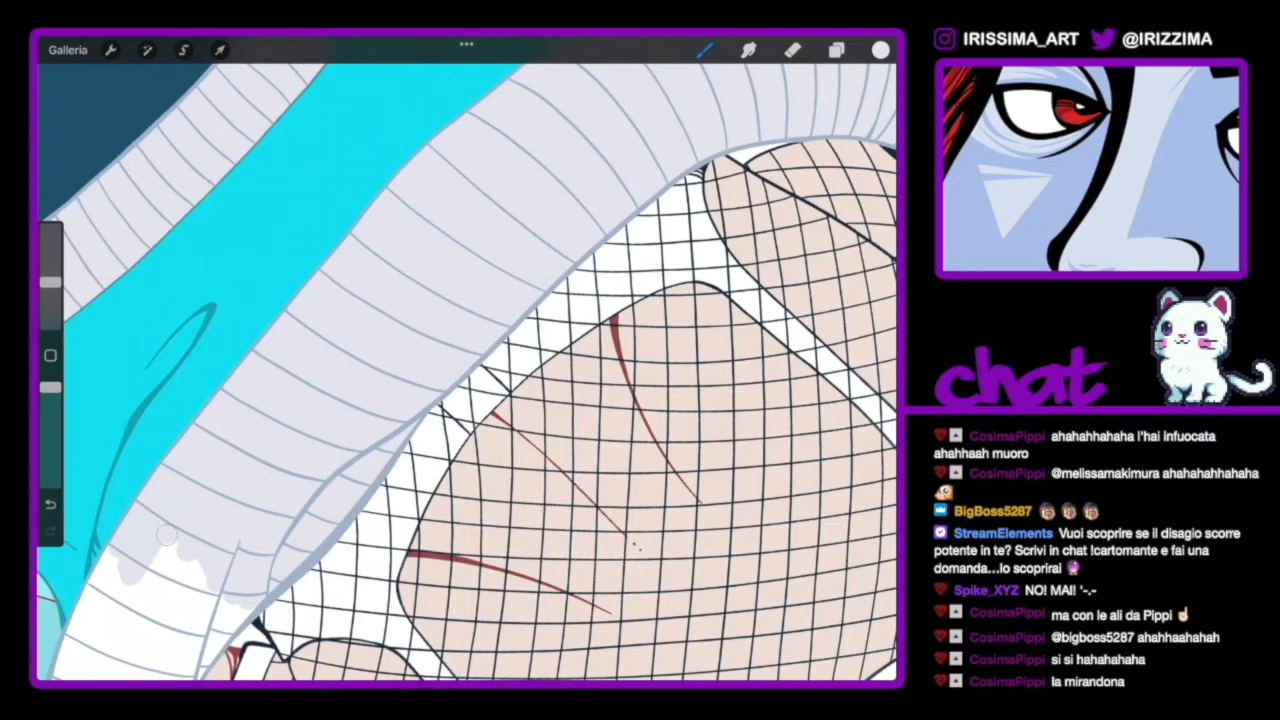 Galleria
IRISSIMA_ART @IRIZZIMA
chat
CosimaPippi ahahahhahaha l'hai infuocata
ahahhaah muoro
CosimaPippi @melissamakimura ahahahahhahaha
BigBoss5287
StreamElements Vuoi scoprire se il disagio scorre
potente in te? Scrivi in chat !cartomante e fai una
domanda...lo scoprirai
Spike_XYZ NO! MAI! '-.-
CosimaPippi ma con le ali da Pippi
CosimaPippi @bigboss5287 ahahhaahahah
CosimaPippi si si hahahahaha
CosimaPippi la mirandona